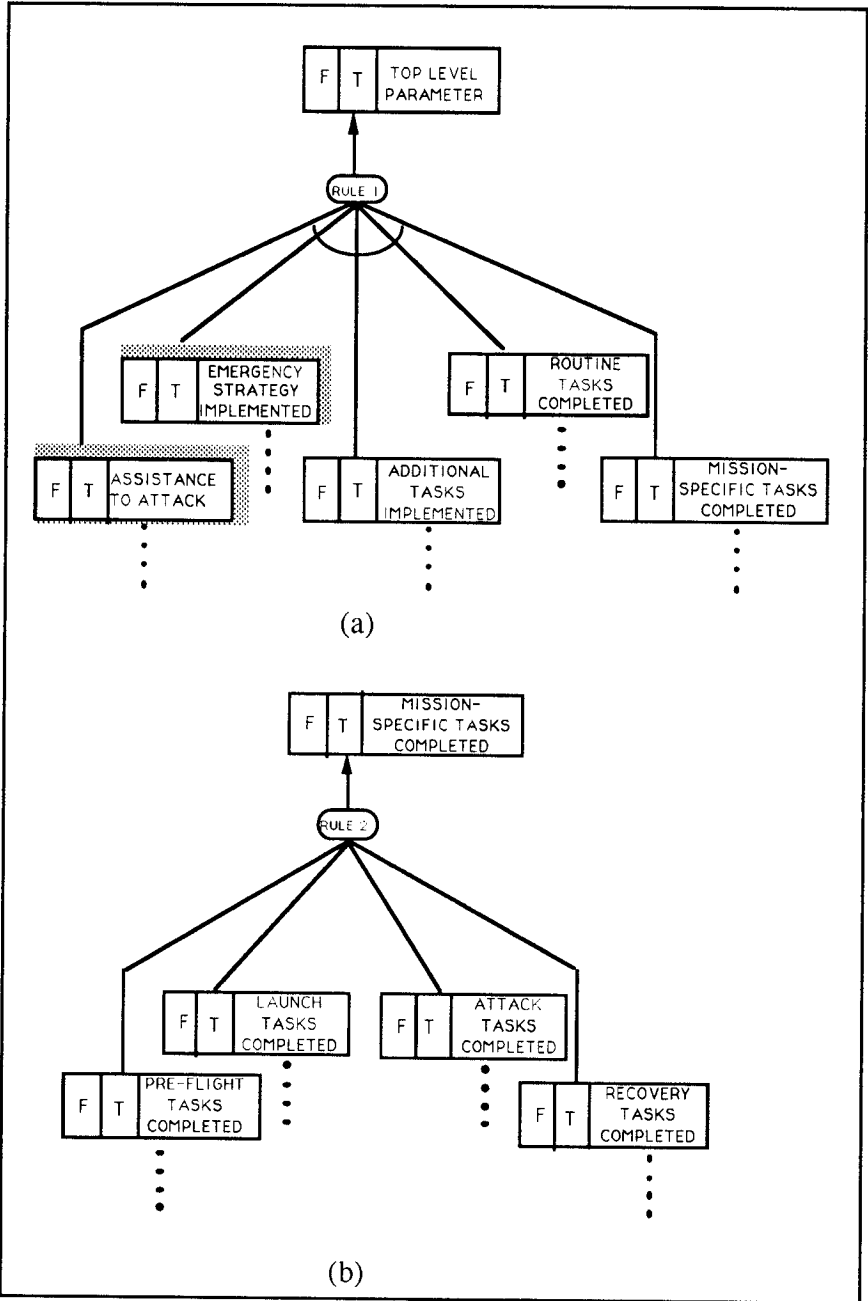 F T TOP LEVEL
PARAMETER
RULE 1
F T EMERGENCY
STRATEGY
IMPLEMENTED
F T ROUTINE
TASKS
COMPLETED
F T ASSISTANCE
TO ATTACK
F T ADDITIONAL
TASKS
IMPLEMENTED
F T MISSION-
SPECIFIC TASKS
COMPLETED
(a)
F T MISSION-
SPECIFIC TASKS
COMPLETED
RULE 2
F T LAUNCH
TASKS
COMPLETED
F T ATTACK
TASKS
COMPLETED
F T PRE-FLIGHT
TASKS
COMPLETED
F T RECOVERY
TASKS
COMPLETED
(b)